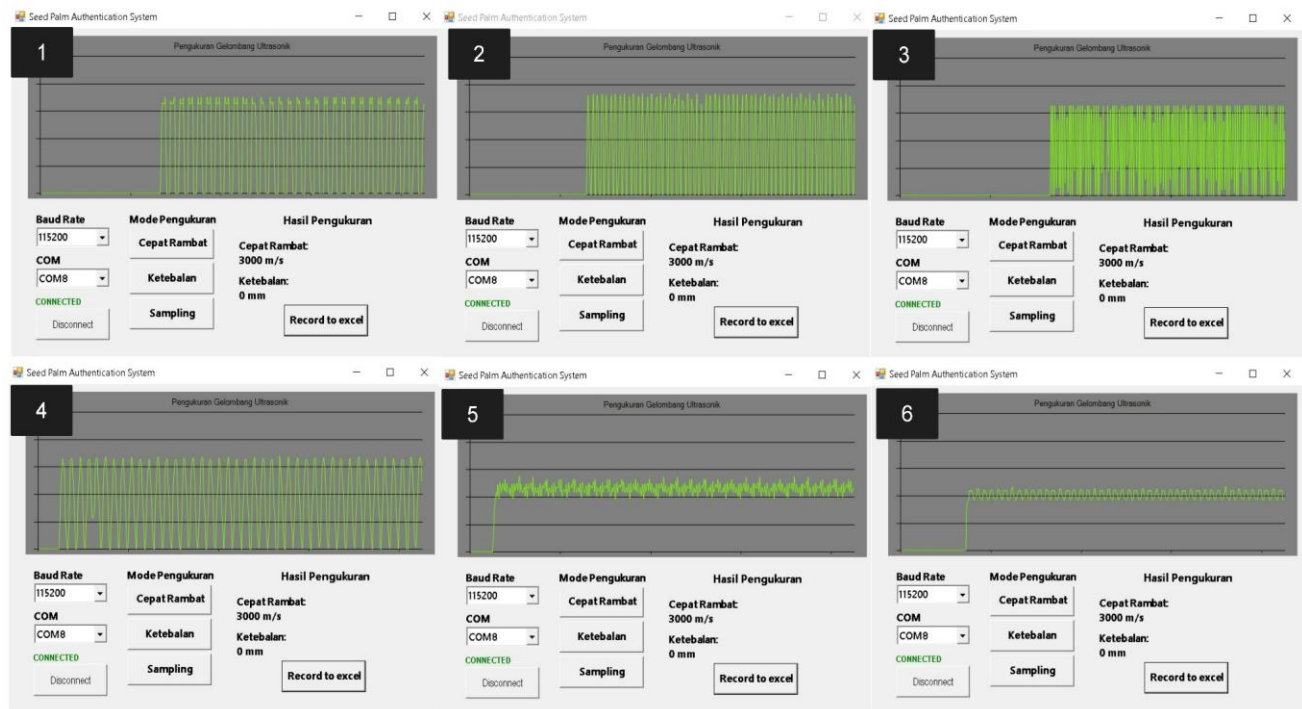 Seed Palm Authentication System
1
Pengukuran Gelombang Ultrasonik
Baud Rate
115200
COM
COM8
CONNECTED
Disconnect
Mode Pengukuran
Cepat Rambat
Ketebalan
Sampling
Hasil Pengukuran
Cepat Rambat:
3000 m/s
Ketebalan:
0 mm
Record to excel
Seed Palm Authentication System
2
Pengukuran Gelombang Ultrasonik
Baud Rate
115200
COM
COM8
CONNECTED
Disconnect
Mode Pengukuran
Cepat Rambat
Ketebalan
Sampling
Hasil Pengukuran
Cepat Rambat:
3000 m/s
Ketebalan:
0 mm
Record to excel
Seed Palm Authentication System
3
Pengukuran Gelombang Ultrasonik
Baud Rate
115200
COM
COM8
CONNECTED
Disconnect
Mode Pengukuran
Cepat Rambat
Ketebalan
Sampling
Hasil Pengukuran
Cepat Rambat:
3000 m/s
Ketebalan:
0 mm
Record to excel
Seed Palm Authentication System
4
Pengukuran Gelombang Ultrasonik
Baud Rate
115200
COM
COM8
CONNECTED
Disconnect
Mode Pengukuran
Cepat Rambat
Ketebalan
Sampling
Hasil Pengukuran
Cepat Rambat:
3000 m/s
Ketebalan:
0 mm
Record to excel
Seed Palm Authentication System
5
Pengukuran Gelombang Ultrasonik
Baud Rate
115200
COM
COM8
CONNECTED
Disconnect
Mode Pengukuran
Cepat Rambat
Ketebalan
Sampling
Hasil Pengukuran
Cepat Rambat:
3000 m/s
Ketebalan:
0 mm
Record to excel
Seed Palm Authentication System
6
Pengukuran Gelombang Ultrasonik
Baud Rate
115200
COM
COM8
CONNECTED
Disconnect
Mode Pengukuran
Cepat Rambat
Ketebalan
Sampling
Hasil Pengukuran
Cepat Rambat:
3000 m/s
Ketebalan:
0 mm
Record to excel